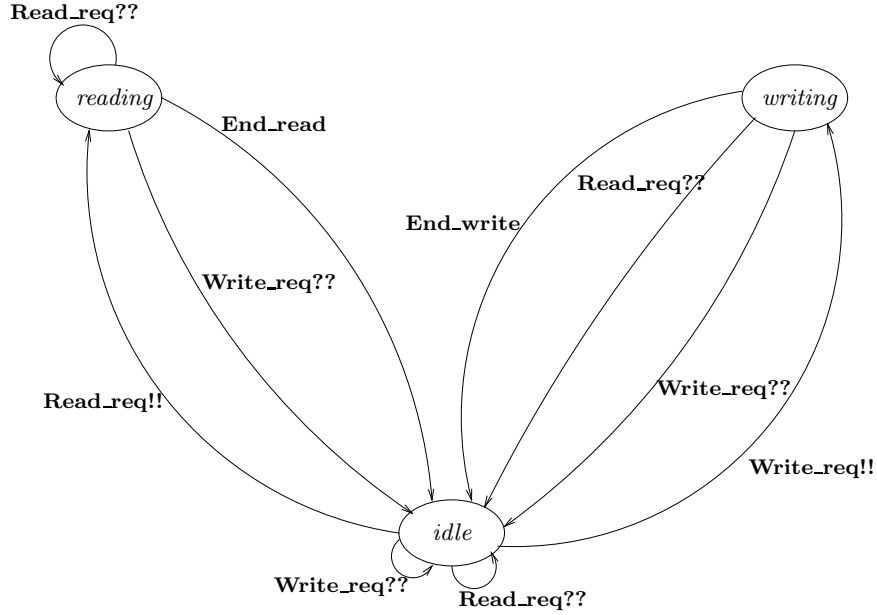 Read_req??
reading
writing
End_read
Read_req??
End_write
Write_req??
Write_req??
Read_req!!
Write_req!!
idle
Write_req??
Read_req??